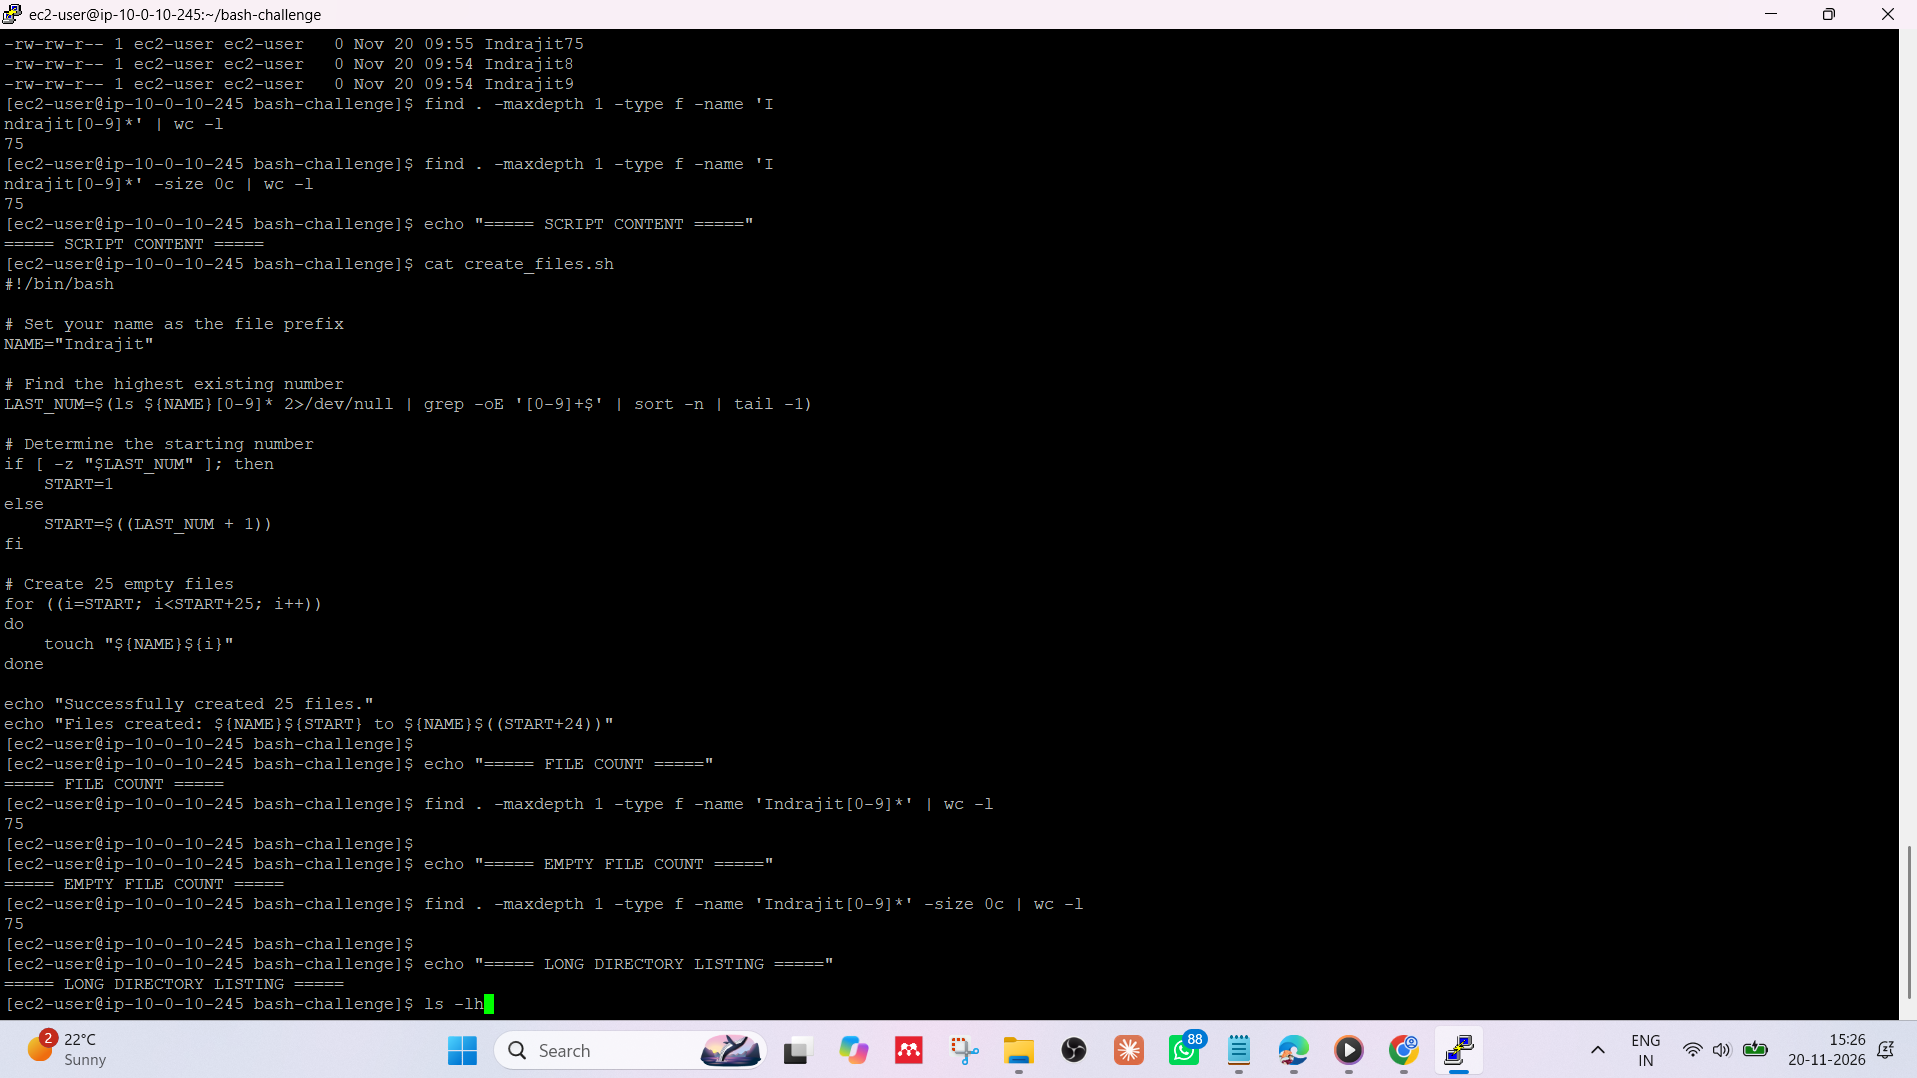 ec2-user@ip-10-0-10-245:~/bash-challenge
-rw-rw-r-- 1 ec2-user ec2-user   0 Nov 20 09:55 Indrajit75
-rw-rw-r-- 1 ec2-user ec2-user   0 Nov 20 09:54 Indrajit8
-rw-rw-r-- 1 ec2-user ec2-user   0 Nov 20 09:54 Indrajit9
[ec2-user@ip-10-0-10-245 bash-challenge]$ find . -maxdepth 1 -type f -name 'I
ndrajit[0-9]*' | wc -l
75
[ec2-user@ip-10-0-10-245 bash-challenge]$ find . -maxdepth 1 -type f -name 'I
ndrajit[0-9]*' -size 0c | wc -l
75
[ec2-user@ip-10-0-10-245 bash-challenge]$ echo "===== SCRIPT CONTENT ====="
===== SCRIPT CONTENT =====
[ec2-user@ip-10-0-10-245 bash-challenge]$ cat create_files.sh
#!/bin/bash

# Set your name as the file prefix
NAME="Indrajit"

# Find the highest existing number
LAST_NUM=$(ls ${NAME}[0-9]* 2>/dev/null | grep -oE '[0-9]+$' | sort -n | tail -1)

# Determine the starting number
if [ -z "$LAST_NUM" ]; then
    START=1
else
    START=$((LAST_NUM + 1))
fi

# Create 25 empty files
for ((i=START; i<START+25; i++))
do
    touch "${NAME}${i}"
done

echo "Successfully created 25 files."
echo "Files created: ${NAME}${START} to ${NAME}$((START+24))"
[ec2-user@ip-10-0-10-245 bash-challenge]$
[ec2-user@ip-10-0-10-245 bash-challenge]$ echo "===== FILE COUNT ====="
===== FILE COUNT =====
[ec2-user@ip-10-0-10-245 bash-challenge]$ find . -maxdepth 1 -type f -name 'Indrajit[0-9]*' | wc -l
75
[ec2-user@ip-10-0-10-245 bash-challenge]$
[ec2-user@ip-10-0-10-245 bash-challenge]$ echo "===== EMPTY FILE COUNT ====="
===== EMPTY FILE COUNT =====
[ec2-user@ip-10-0-10-245 bash-challenge]$ find . -maxdepth 1 -type f -name 'Indrajit[0-9]*' -size 0c | wc -l
75
[ec2-user@ip-10-0-10-245 bash-challenge]$
[ec2-user@ip-10-0-10-245 bash-challenge]$ echo "===== LONG DIRECTORY LISTING ====="
===== LONG DIRECTORY LISTING =====
[ec2-user@ip-10-0-10-245 bash-challenge]$ ls -lh
2
22°C
Sunny
Search
88
ENG
IN
15:26
20-11-2026